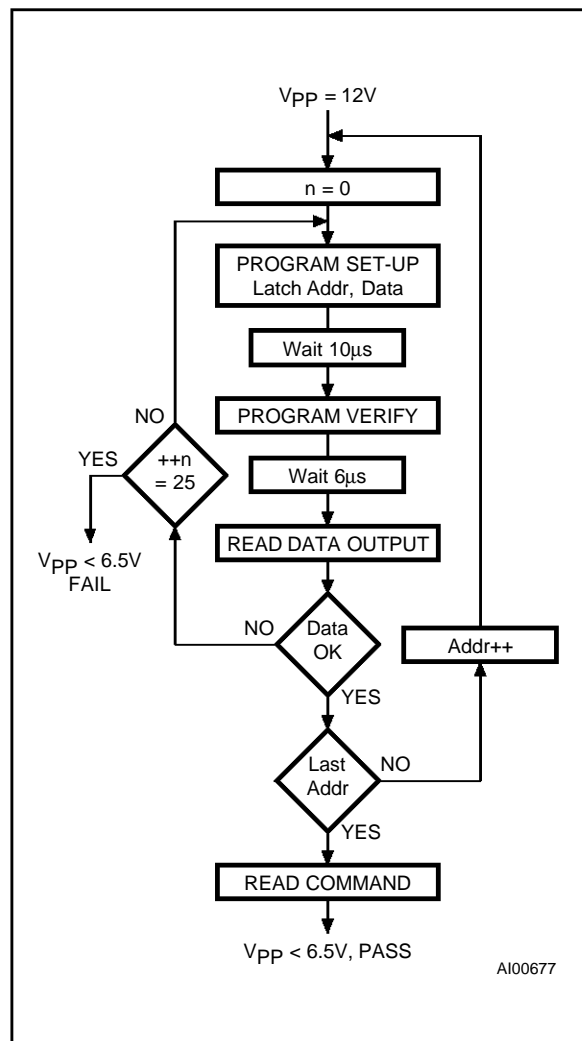 VPP = 12V
n = 0
PROGRAM SET-UP
Latch Addr, Data
Wait 10µs
NO
PROGRAM VERIFY
YES
++n
= 25
Wait 6µs
VPP < 6.5V
FAIL
READ DATA OUTPUT
NO
Data
OK
Addr++
YES
Last
Addr
NO
YES
READ COMMAND
VPP < 6.5V, PASS
AI00677